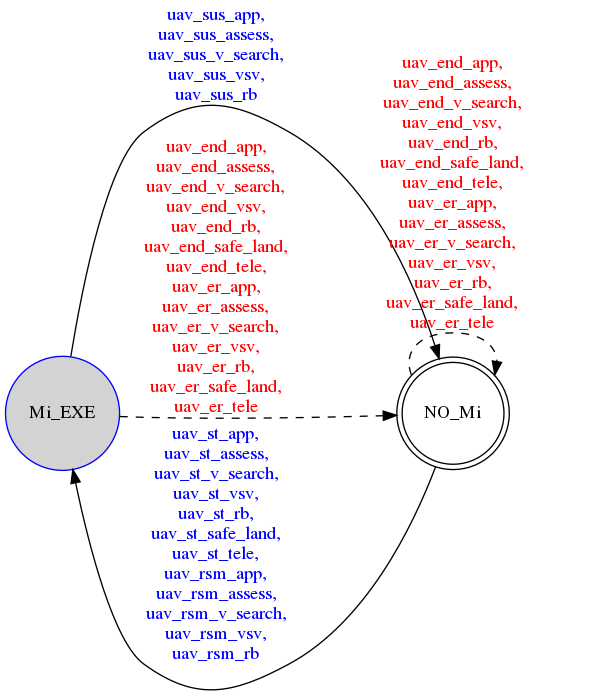 uav_sus_app,
uav_sus_assess,
uav_sus_v_search,
uav_sus_vsv,
uav_sus_rb
uav_end_app,
uav_end_assess,
uav_end_v_search,
uav_end_vsv,
uav_end_rb,
uav_end_safe_land,
uav_end_tele,
uav_er_app,
uav_er_assess,
uav_er_v_search,
uav_er_vsv,
uav_er_rb,
uav_er_safe_land,
uav_er_tele
uav_end_app,
uav_end_assess,
uav_end_v_search,
uav_end_vsv,
uav_end_rb,
uav_end_safe_land,
uav_end_tele,
uav_er_app,
uav_er_assess,
uav_er_v_search,
uav_er_vsv,
uav_er_rb,
uav_er_safe_land,
uav_er_tele
Mi_EXE
NO_Mi
uav_st_app,
uav_st_assess,
uav_st_v_search,
uav_st_vsv,
uav_st_rb,
uav_st_safe_land,
uav_st_tele,
uav_rsm_app,
uav_rsm_assess,
uav_rsm_v_search,
uav_rsm_vsv,
uav_rsm_rb